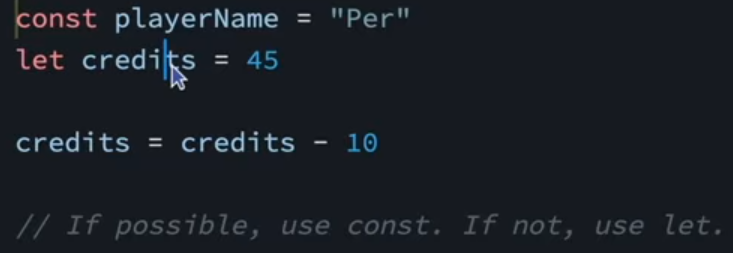 const playerName = "Per"
let credits = 45
credits = credits - 10
// If possible, use const. If not, use let.